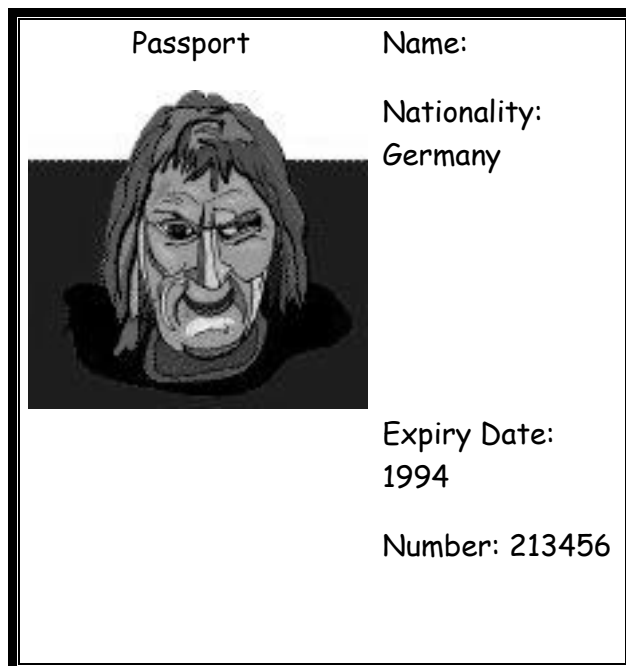 Passport
Name:
Nationality:
Germany
Expiry Date:
1994
Number: 213456